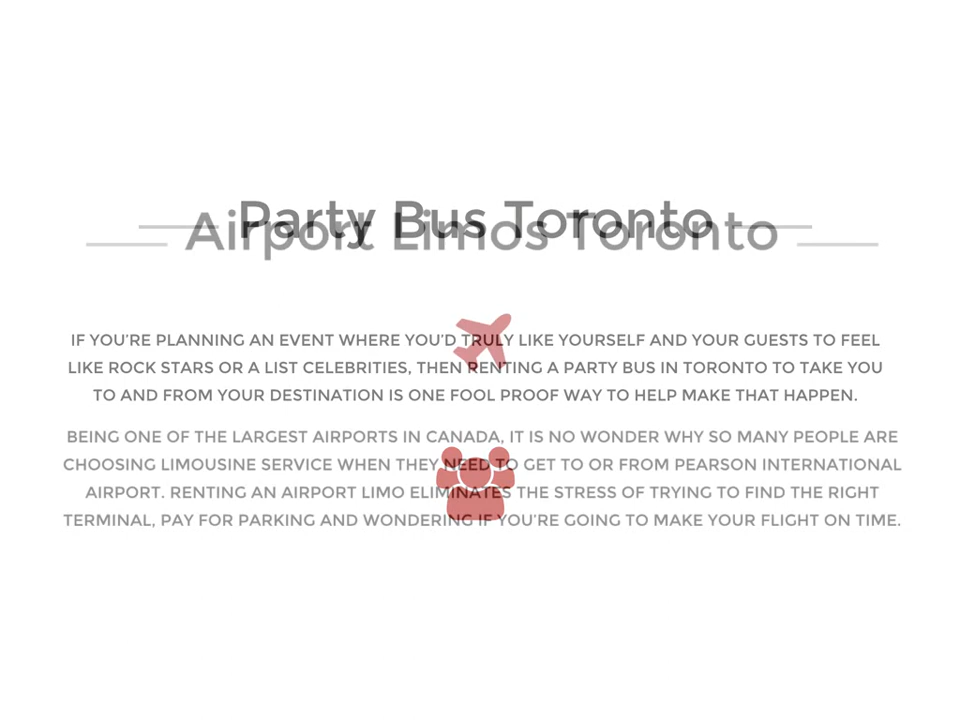 Party Bus Toronto
Airport Limos Toronto
IF YOU'RE PLANNING AN EVENT WHERE YOU'D TRULY LIKE YOURSELF AND YOUR GUESTS TO FEEL
LIKE ROCK STARS OR A LIST CELEBRITIES, THEN RENTING A PARTY BUS IN TORONTO TO TAKE YOU
TO AND FROM YOUR DESTINATION IS ONE FOOL PROOF WAY TO HELP MAKE THAT HAPPEN.
BEING ONE OF THE LARGEST AIRPORTS IN CANADA, IT IS NO WONDER WHY SO MANY PEOPLE ARE
CHOOSING LIMOUSINE SERVICE WHEN THEY NEED TO GET TO OR FROM PEARSON INTERNATIONAL
AIRPORT. RENTING AN AIRPORT LIMO ELIMINATES THE STRESS OF TRYING TO FIND THE RIGHT
TERMINAL, PAY FOR PARKING AND WONDERING IF YOU'RE GOING TO MAKE YOUR FLIGHT ON TIME.